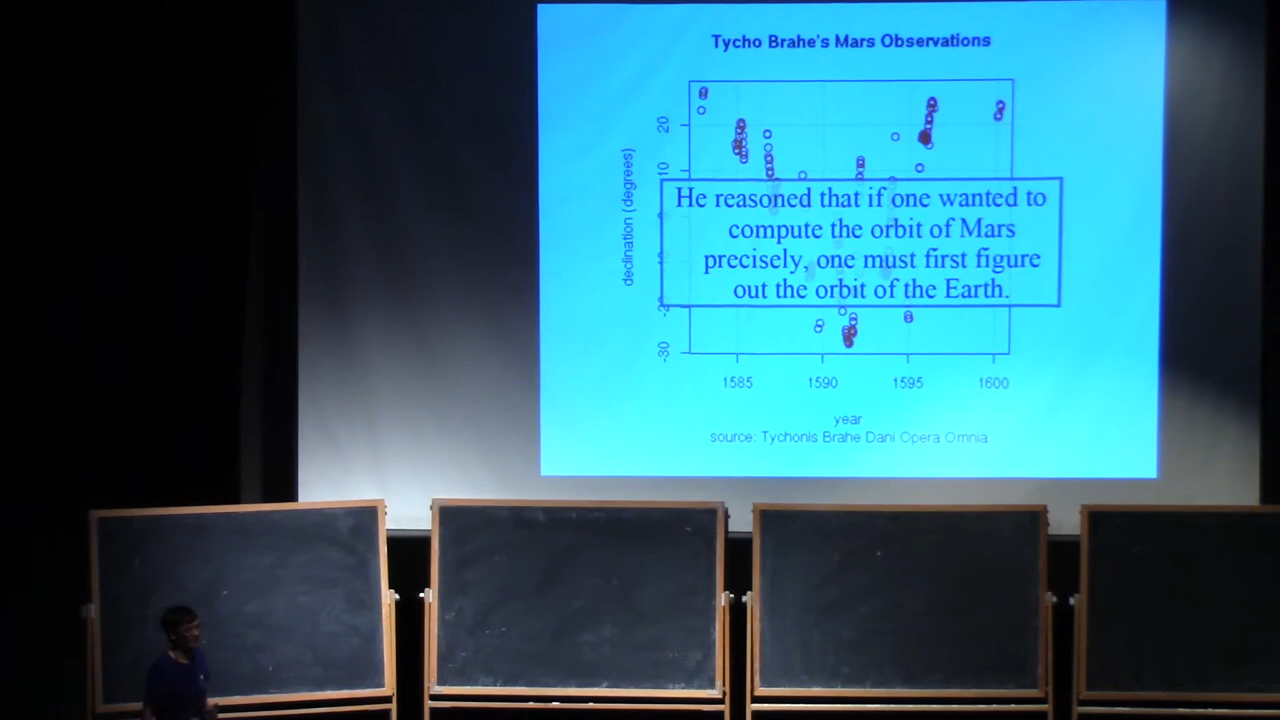 Tycho Brahe's Mars Observations
declination (degrees)
20
10
-30
He reasoned that if one wanted to
compute the orbit of Mars
precisely, one must first figure
out the orbit of the Earth.
1585 1590 1595 1600
year
source: Tychonis Brahe Dani Opera Omnia